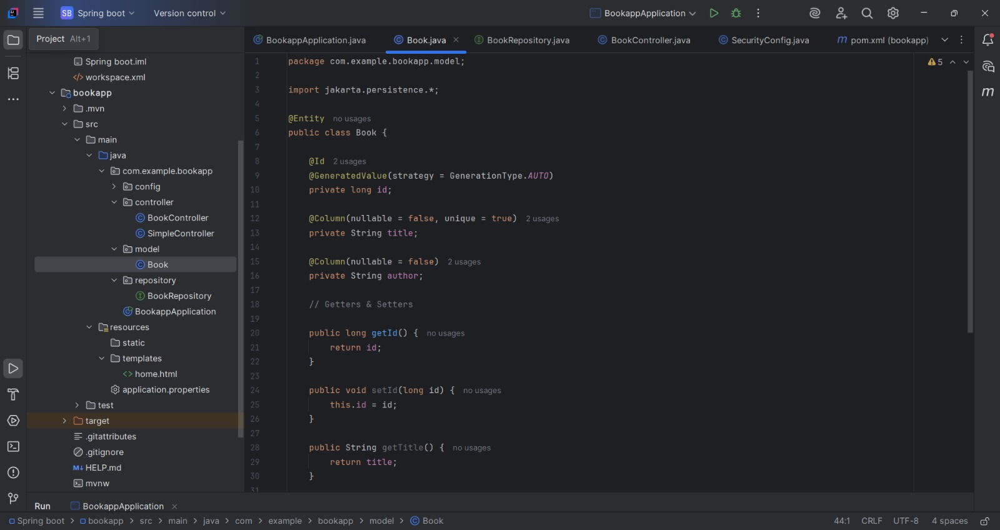 SB Spring boot Version control BookappApplication
Project Alt+1
BookappApplication.java Book.java BookRepository.java BookController.java SecurityConfig.java m pom.xml (bookapp)
Spring boot.iml
workspace.xml
bookapp
.mvn
src
main
java
com.example.bookapp
config
controller
BookController
SimpleController
model
Book
repository
BookRepository
BookappApplication
resources
static
templates
home.html
application.properties
test
target
.gitattributes
.gitignore
M↓ HELP.md
mvnw
5
m
1 package com.example.bookapp.model;
2
3 import jakarta.persistence.*;
4
5 @Entity no usages
6 public class Book {
7
8 @Id 2 usages
9 @GeneratedValue(strategy = GenerationType.AUTO)
10 private long id;
11
12 @Column(nullable = false, unique = true) 2 usages
13 private String title;
14
15 @Column(nullable = false) 2 usages
16 private String author;
17
18 // Getters & Setters
19
20 public long getId() { no usages
21 return id;
22 }
23
24 public void setId(long id) { no usages
25 this.id = id;
26 }
27
28 public String getTitle() { no usages
29 return title;
30 }
31
Run BookappApplication
Spring boot > bookapp > src > main > java > com > example > bookapp > model > Book
44:1 CRLF UTF-8 4 spaces